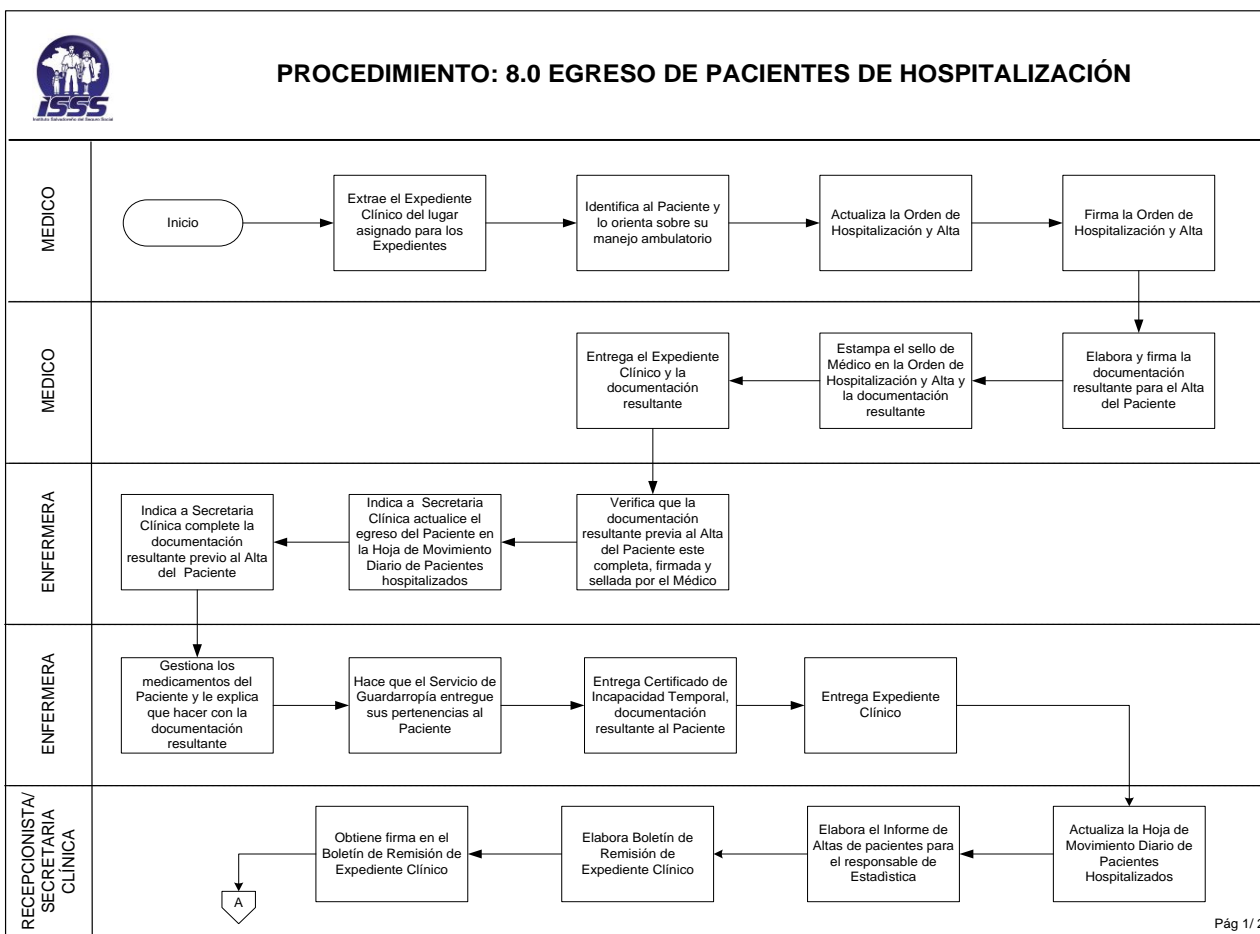 PROCEDIMIENTO: 8.0 EGRESO DE PACIENTES DE HOSPITALIZACIÓN
ISSS
Instituto Salvadoreño del Seguro Social
MEDICO
Inicio
Extrae el Expediente
Clínico del lugar
asignado para los
Expedientes
Identifica al Paciente y
lo orienta sobre su
manejo ambulatorio
Actualiza la Orden de
Hospitalización y Alta
Firma la Orden de
Hospitalización y Alta
MEDICO
Elabora y firma la
documentación
resultante para el Alta
del Paciente
Estampa el sello de
Médico en la Orden de
Hospitalización y Alta y
la documentación
resultante
Entrega el Expediente
Clínico y la
documentación
resultante
ENFERMERA
Verifica que la
documentación
resultante previa al Alta
del Paciente este
completa, firmada y
sellada por el Médico
Indica a  Secretaria
Clínica actualice el
egreso del Paciente en
la Hoja de Movimiento
Diario de Pacientes
hospitalizados
Indica a Secretaria
Clínica complete la
documentación
resultante previo al Alta
del  Paciente
ENFERMERA
Gestiona los
medicamentos del
Paciente y le explica
que hacer con la
documentación
resultante
Hace que el Servicio de
Guardarropía entregue
sus pertenencias al
Paciente
Entrega Certificado de
Incapacidad Temporal,
documentación
resultante al Paciente
Entrega Expediente
Clínico
RECEPCIONISTA/
SECRETARIA
CLÍNICA
Actualiza la Hoja de
Movimiento Diario de
Pacientes
Hospitalizados
Elabora el Informe de
Altas de pacientes para
el responsable de
Estadìstica
Elabora Boletín de
Remisión de
Expediente Clínico
Obtiene firma en el
Boletín de Remisión de
Expediente Clínico
A
Pág 1/ 2